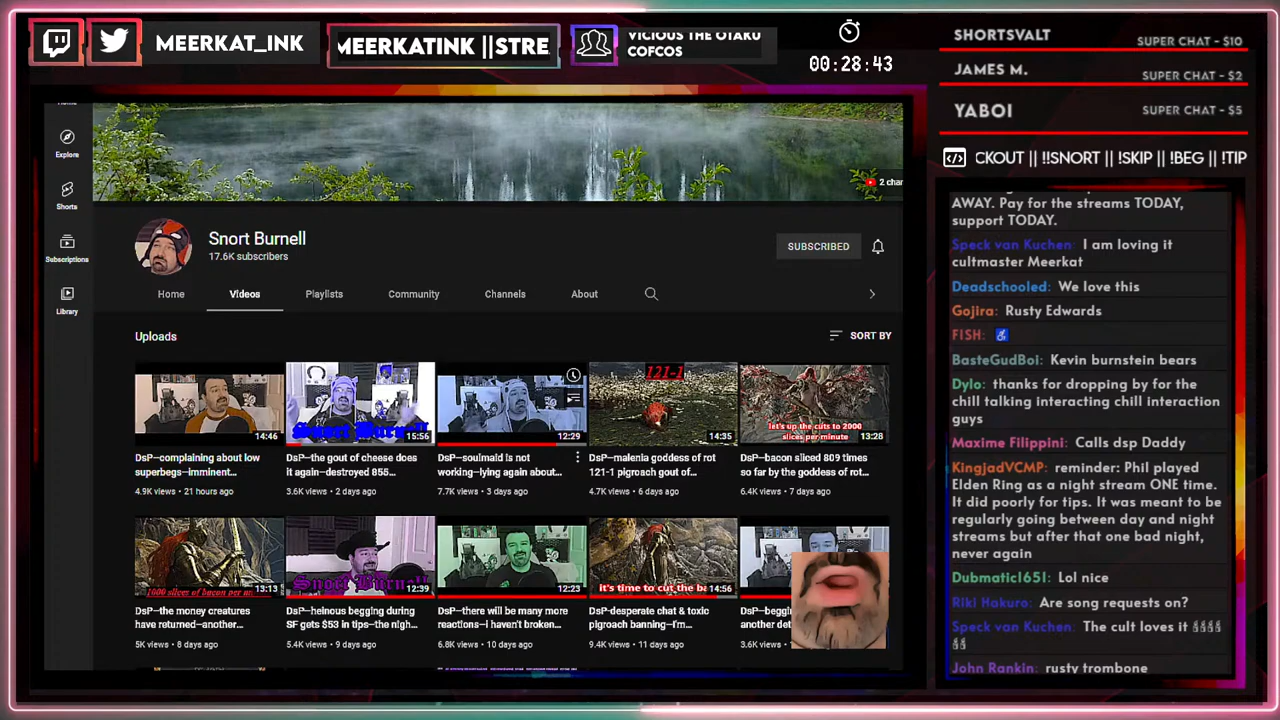 MEERKAT_INK
MEERKATINK ||STRE
VICIOUS THE OTAKU
COFCOS
00:28:43
SHORTSVALT
SUPER CHAT - $10
JAMES M.
SUPER CHAT - $2
YABOI
SUPER CHAT - $5
CKOUT || !!SNORT || !SKIP || !BEG || !TIP
Explore
Shorts
Subscriptions
Library
2 chan
Snort Burnell
17.6K subscribers
SUBSCRIBED
Home
Videos
Playlists
Community
Channels
About
Uploads
SORT BY
14:46
Snort Burnell
15:56
12:29
121-1
14:35
let's up the cuts to 2000
slices per minute
13:28
DsP--complaining about low
superbegs--imminent...
4.9K views • 21 hours ago
DsP--the gout of cheese does
it again--destroyed 855...
3.6K views • 2 days ago
DsP--soulmaid is not
working--lying again about...
7.7K views • 3 days ago
DsP--malenia goddess of rot
121-1 pigroach gout of...
4.7K views • 6 days ago
DsP--bacon sliced 809 times
so far by the goddess of rot...
6.4K views • 7 days ago
1000 slices of bacon per m
13:13
Snort Burnell
12:39
12:23
it's time to cut the ba
14:56
DsP--the money creatures
have returned--another...
5K views • 8 days ago
DsP--heinous begging during
SF gets $53 in tips--the nigh...
5.4K views • 9 days ago
DsP--there will be many more
reactions--i haven't broken...
6.8K views • 10 days ago
DsP-desperate chat & toxic
pigroach banning--I'm...
9.4K views • 11 days ago
DsP--beggi
another det
3.6K views
AWAY. Pay for the streams TODAY,
support TODAY.
Speck van Kuchen: I am loving it
cultmaster Meerkat
Deadschooled: We love this
Gojira: Rusty Edwards
FISH:
BasteGudBoi: Kevin burnstein bears
Dylo: thanks for dropping by for the
chill talking interacting chill interaction
guys
Maxime Filippini: Calls dsp Daddy
KingjadVCMP: reminder: Phil played
Elden Ring as a night stream ONE time.
It did poorly for tips. It was meant to be
regularly going between day and night
streams but after that one bad night,
never again
Dubmatic1651: Lol nice
Riki Hakuro: Are song requests on?
Speck van Kuchen: The cult loves it
John Rankin: rusty trombone